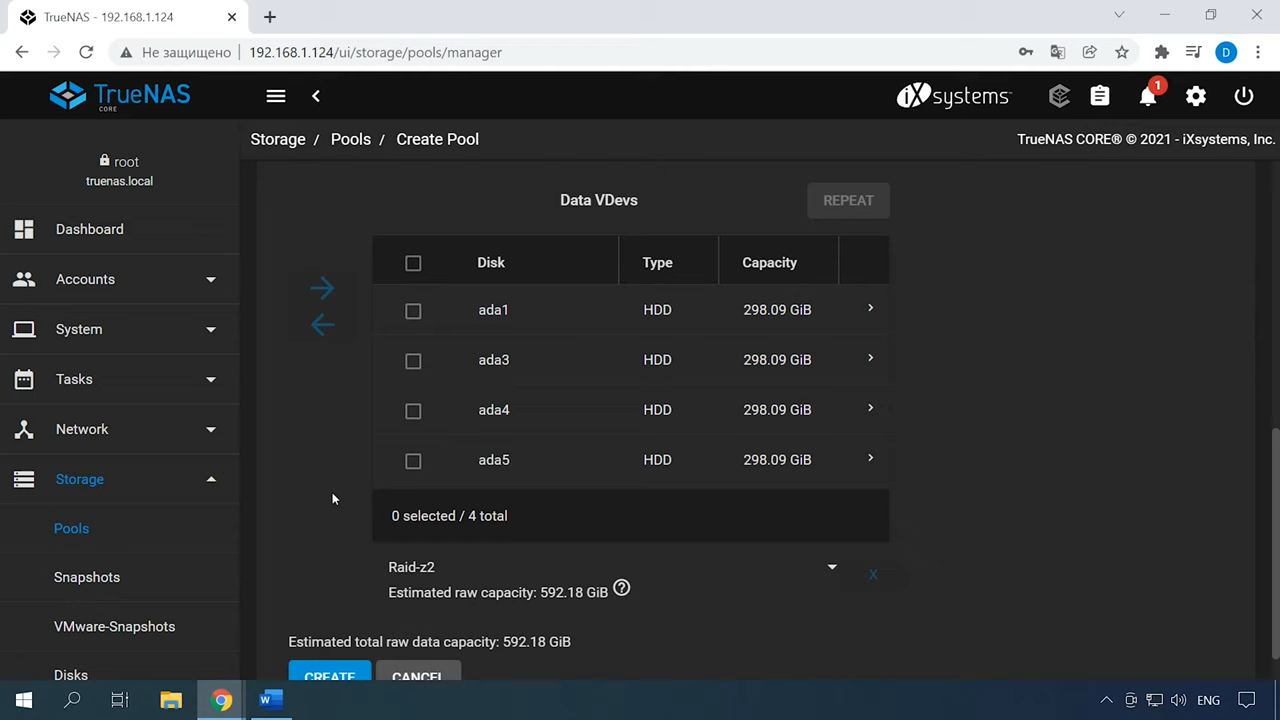 TrueNAS - 192.168.1.124
Не защищено
192.168.1.124/ui/storage/pools/manager
D
TrueNAS
CORE
iXsystems
1
Storage / Pools / Create Pool
TrueNAS CORE® © 2021 - iXsystems, Inc.
root
truenas.local
Dashboard
Accounts
System
Tasks
Network
Storage
Pools
Snapshots
VMware-Snapshots
Disks
Data VDevs
REPEAT
Disk Type Capacity
ada1 HDD 298.09 GiB
ada3 HDD 298.09 GiB
ada4 HDD 298.09 GiB
ada5 HDD 298.09 GiB
0 selected / 4 total
Raid-z2
X
Estimated raw capacity: 592.18 GiB
Estimated total raw data capacity: 592.18 GiB
CREATE CANCEL
W
ENG